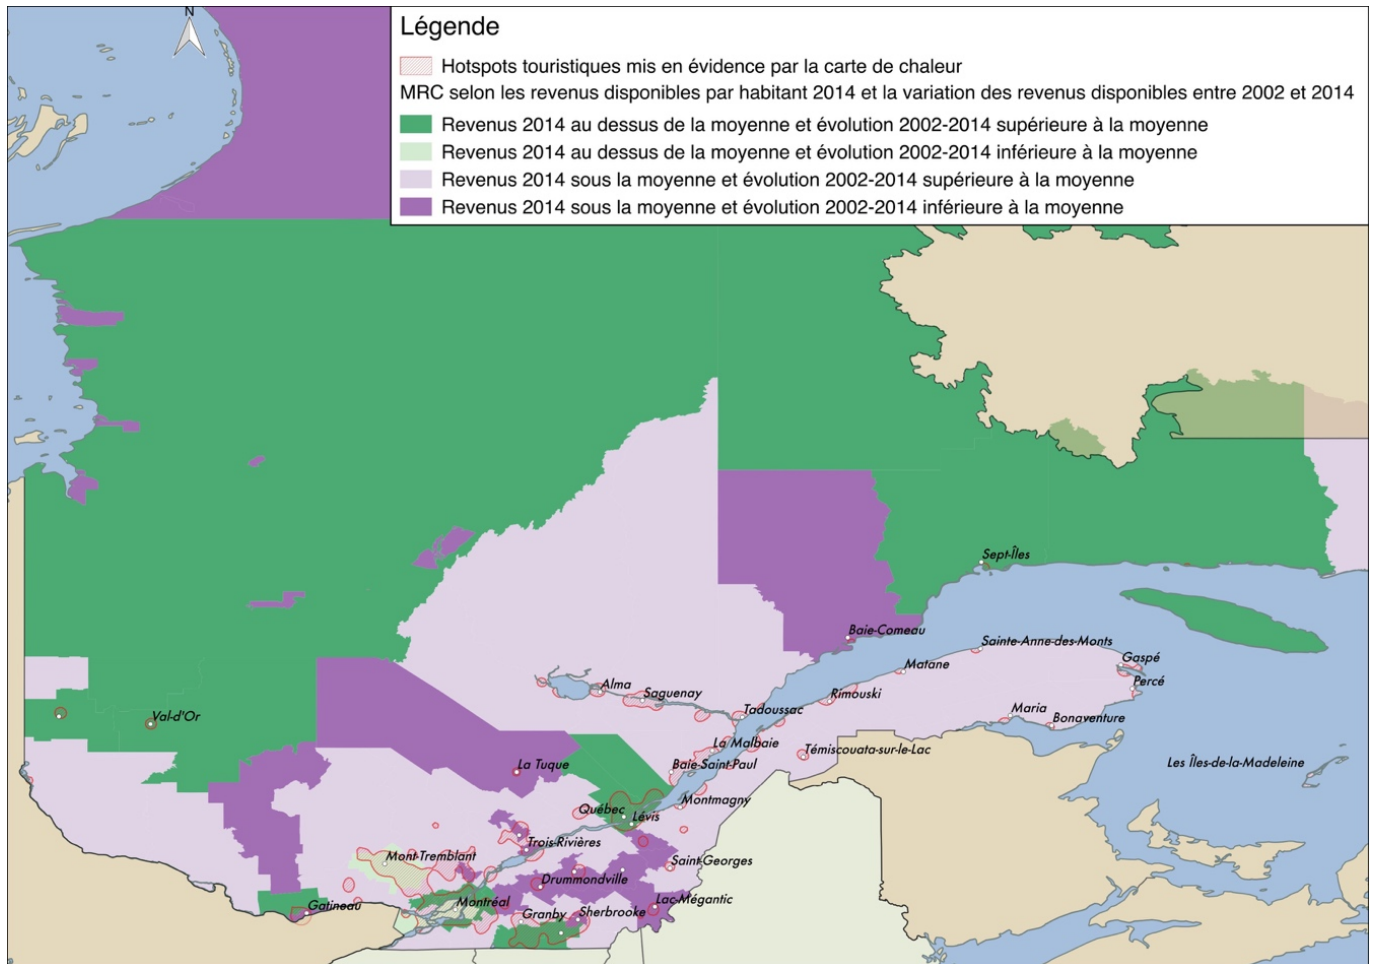 N
Légende
Hotspots touristiques mis en évidence par la carte de chaleur
MRC selon les revenus disponibles par habitant 2014 et la variation des revenus disponibles entre 2002 et 2014
Revenus 2014 au dessus de la moyenne et évolution 2002-2014 supérieure à la moyenne
Revenus 2014 au dessus de la moyenne et évolution 2002-2014 inférieure à la moyenne
Revenus 2014 sous la moyenne et évolution 2002-2014 supérieure à la moyenne
Revenus 2014 sous la moyenne et évolution 2002-2014 inférieure à la moyenne
Sept-Îles
Baie-Comeau
Sainte-Anne-des-Monts
Gaspé
Matane
Percé
Alma
Saguenay
Rimouski
Tadoussac
Maria
Bonaventure
Val-d'Or
La Malbaie
Témiscouata-sur-le-Lac
La Tuque
Baie-Saint-Paul
Les Îles-de-la-Madeleine
Montmagny
Québec
Lévis
Trois-Rivières
Mont-Tremblant
Saint-Georges
Drummondville
Lac-Mégantic
Gatineau
Montréal
Granby
Sherbrooke